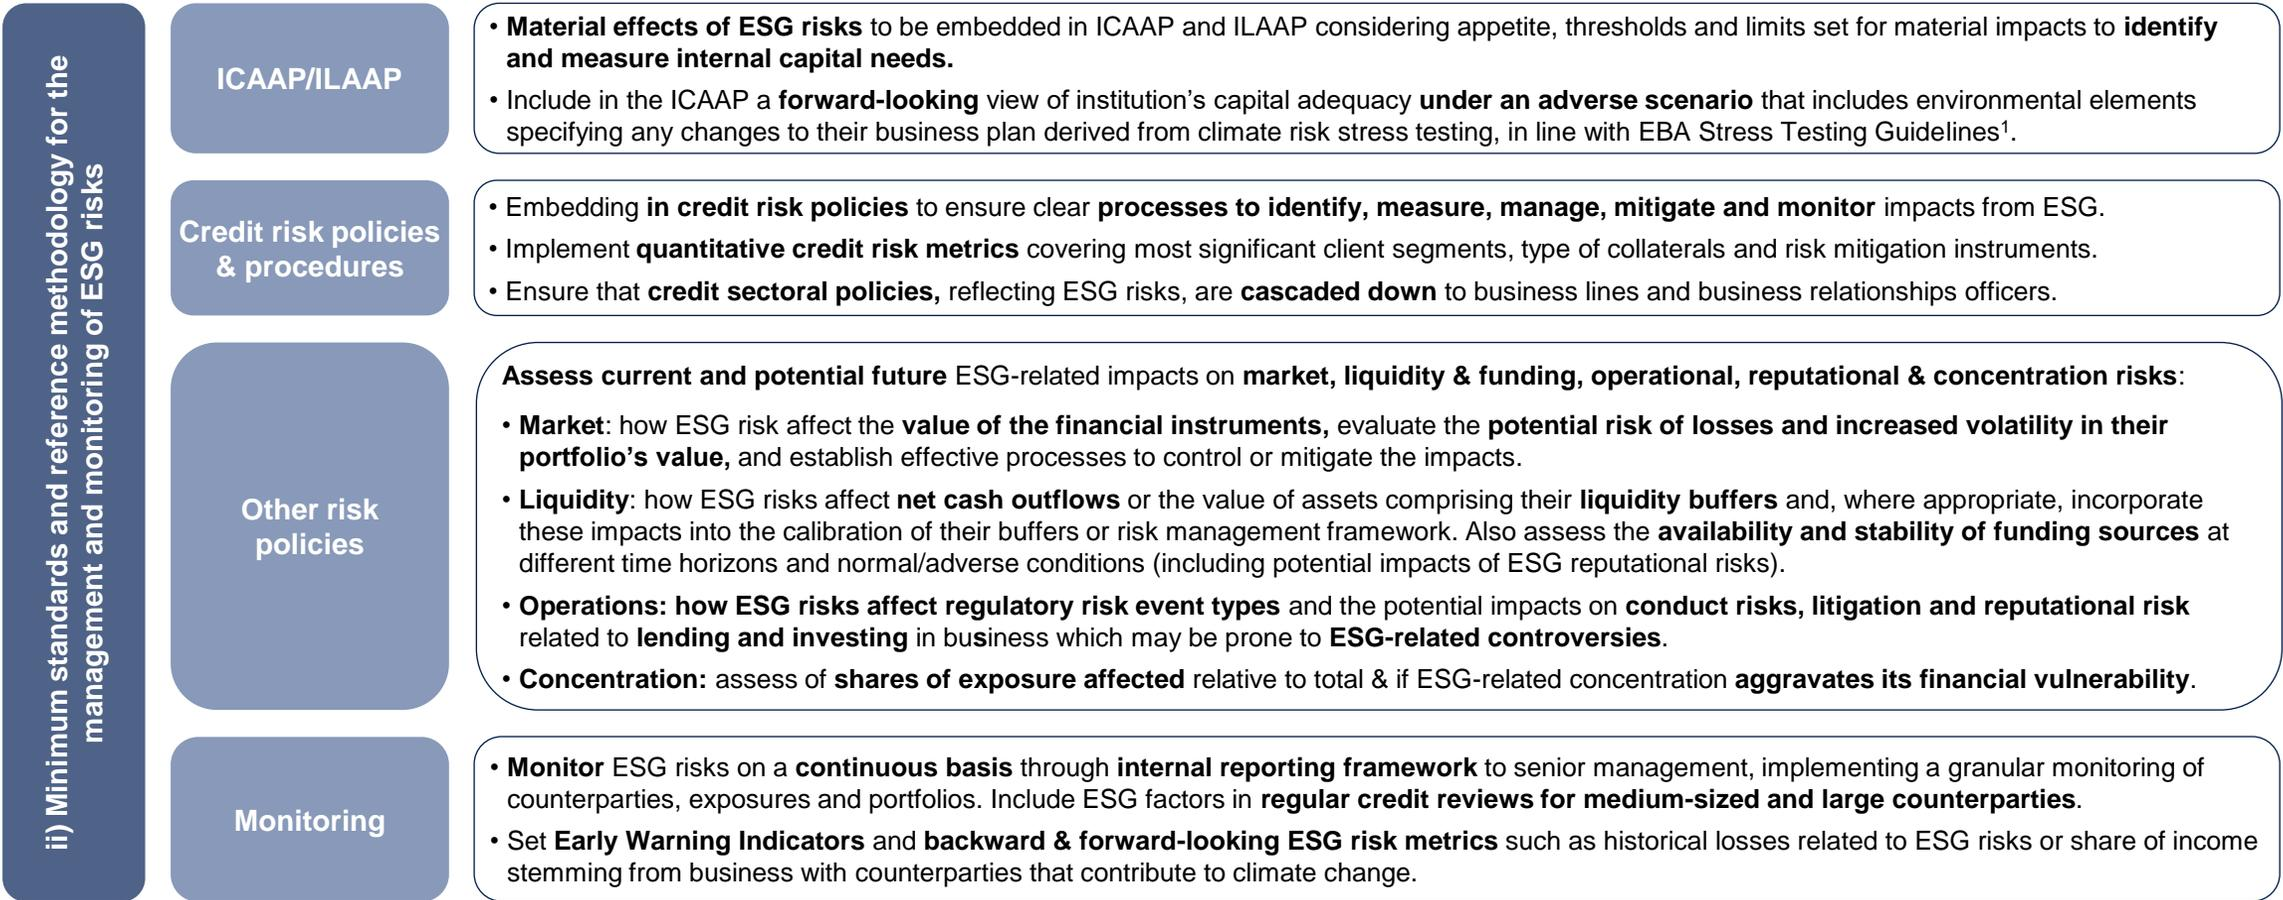 ii) Minimum standards and reference methodology for the
management and monitoring of ESG risks
ICAAP/ILAAP
• Material effects of ESG risks to be embedded in ICAAP and ILAAP considering appetite, thresholds and limits set for material impacts to identify
and measure internal capital needs.
• Include in the ICAAP a forward-looking view of institution’s capital adequacy under an adverse scenario that includes environmental elements
specifying any changes to their business plan derived from climate risk stress testing, in line with EBA Stress Testing Guidelines¹.
Credit risk policies
& procedures
• Embedding in credit risk policies to ensure clear processes to identify, measure, manage, mitigate and monitor impacts from ESG.
• Implement quantitative credit risk metrics covering most significant client segments, type of collaterals and risk mitigation instruments.
• Ensure that credit sectoral policies, reflecting ESG risks, are cascaded down to business lines and business relationships officers.
Other risk
policies
Assess current and potential future ESG-related impacts on market, liquidity & funding, operational, reputational & concentration risks:
• Market: how ESG risk affect the value of the financial instruments, evaluate the potential risk of losses and increased volatility in their
portfolio’s value, and establish effective processes to control or mitigate the impacts.
• Liquidity: how ESG risks affect net cash outflows or the value of assets comprising their liquidity buffers and, where appropriate, incorporate
these impacts into the calibration of their buffers or risk management framework. Also assess the availability and stability of funding sources at
different time horizons and normal/adverse conditions (including potential impacts of ESG reputational risks).
• Operations: how ESG risks affect regulatory risk event types and the potential impacts on conduct risks, litigation and reputational risk
related to lending and investing in business which may be prone to ESG-related controversies.
• Concentration: assess of shares of exposure affected relative to total & if ESG-related concentration aggravates its financial vulnerability.
Monitoring
• Monitor ESG risks on a continuous basis through internal reporting framework to senior management, implementing a granular monitoring of
counterparties, exposures and portfolios. Include ESG factors in regular credit reviews for medium-sized and large counterparties.
• Set Early Warning Indicators and backward & forward-looking ESG risk metrics such as historical losses related to ESG risks or share of income
stemming from business with counterparties that contribute to climate change.